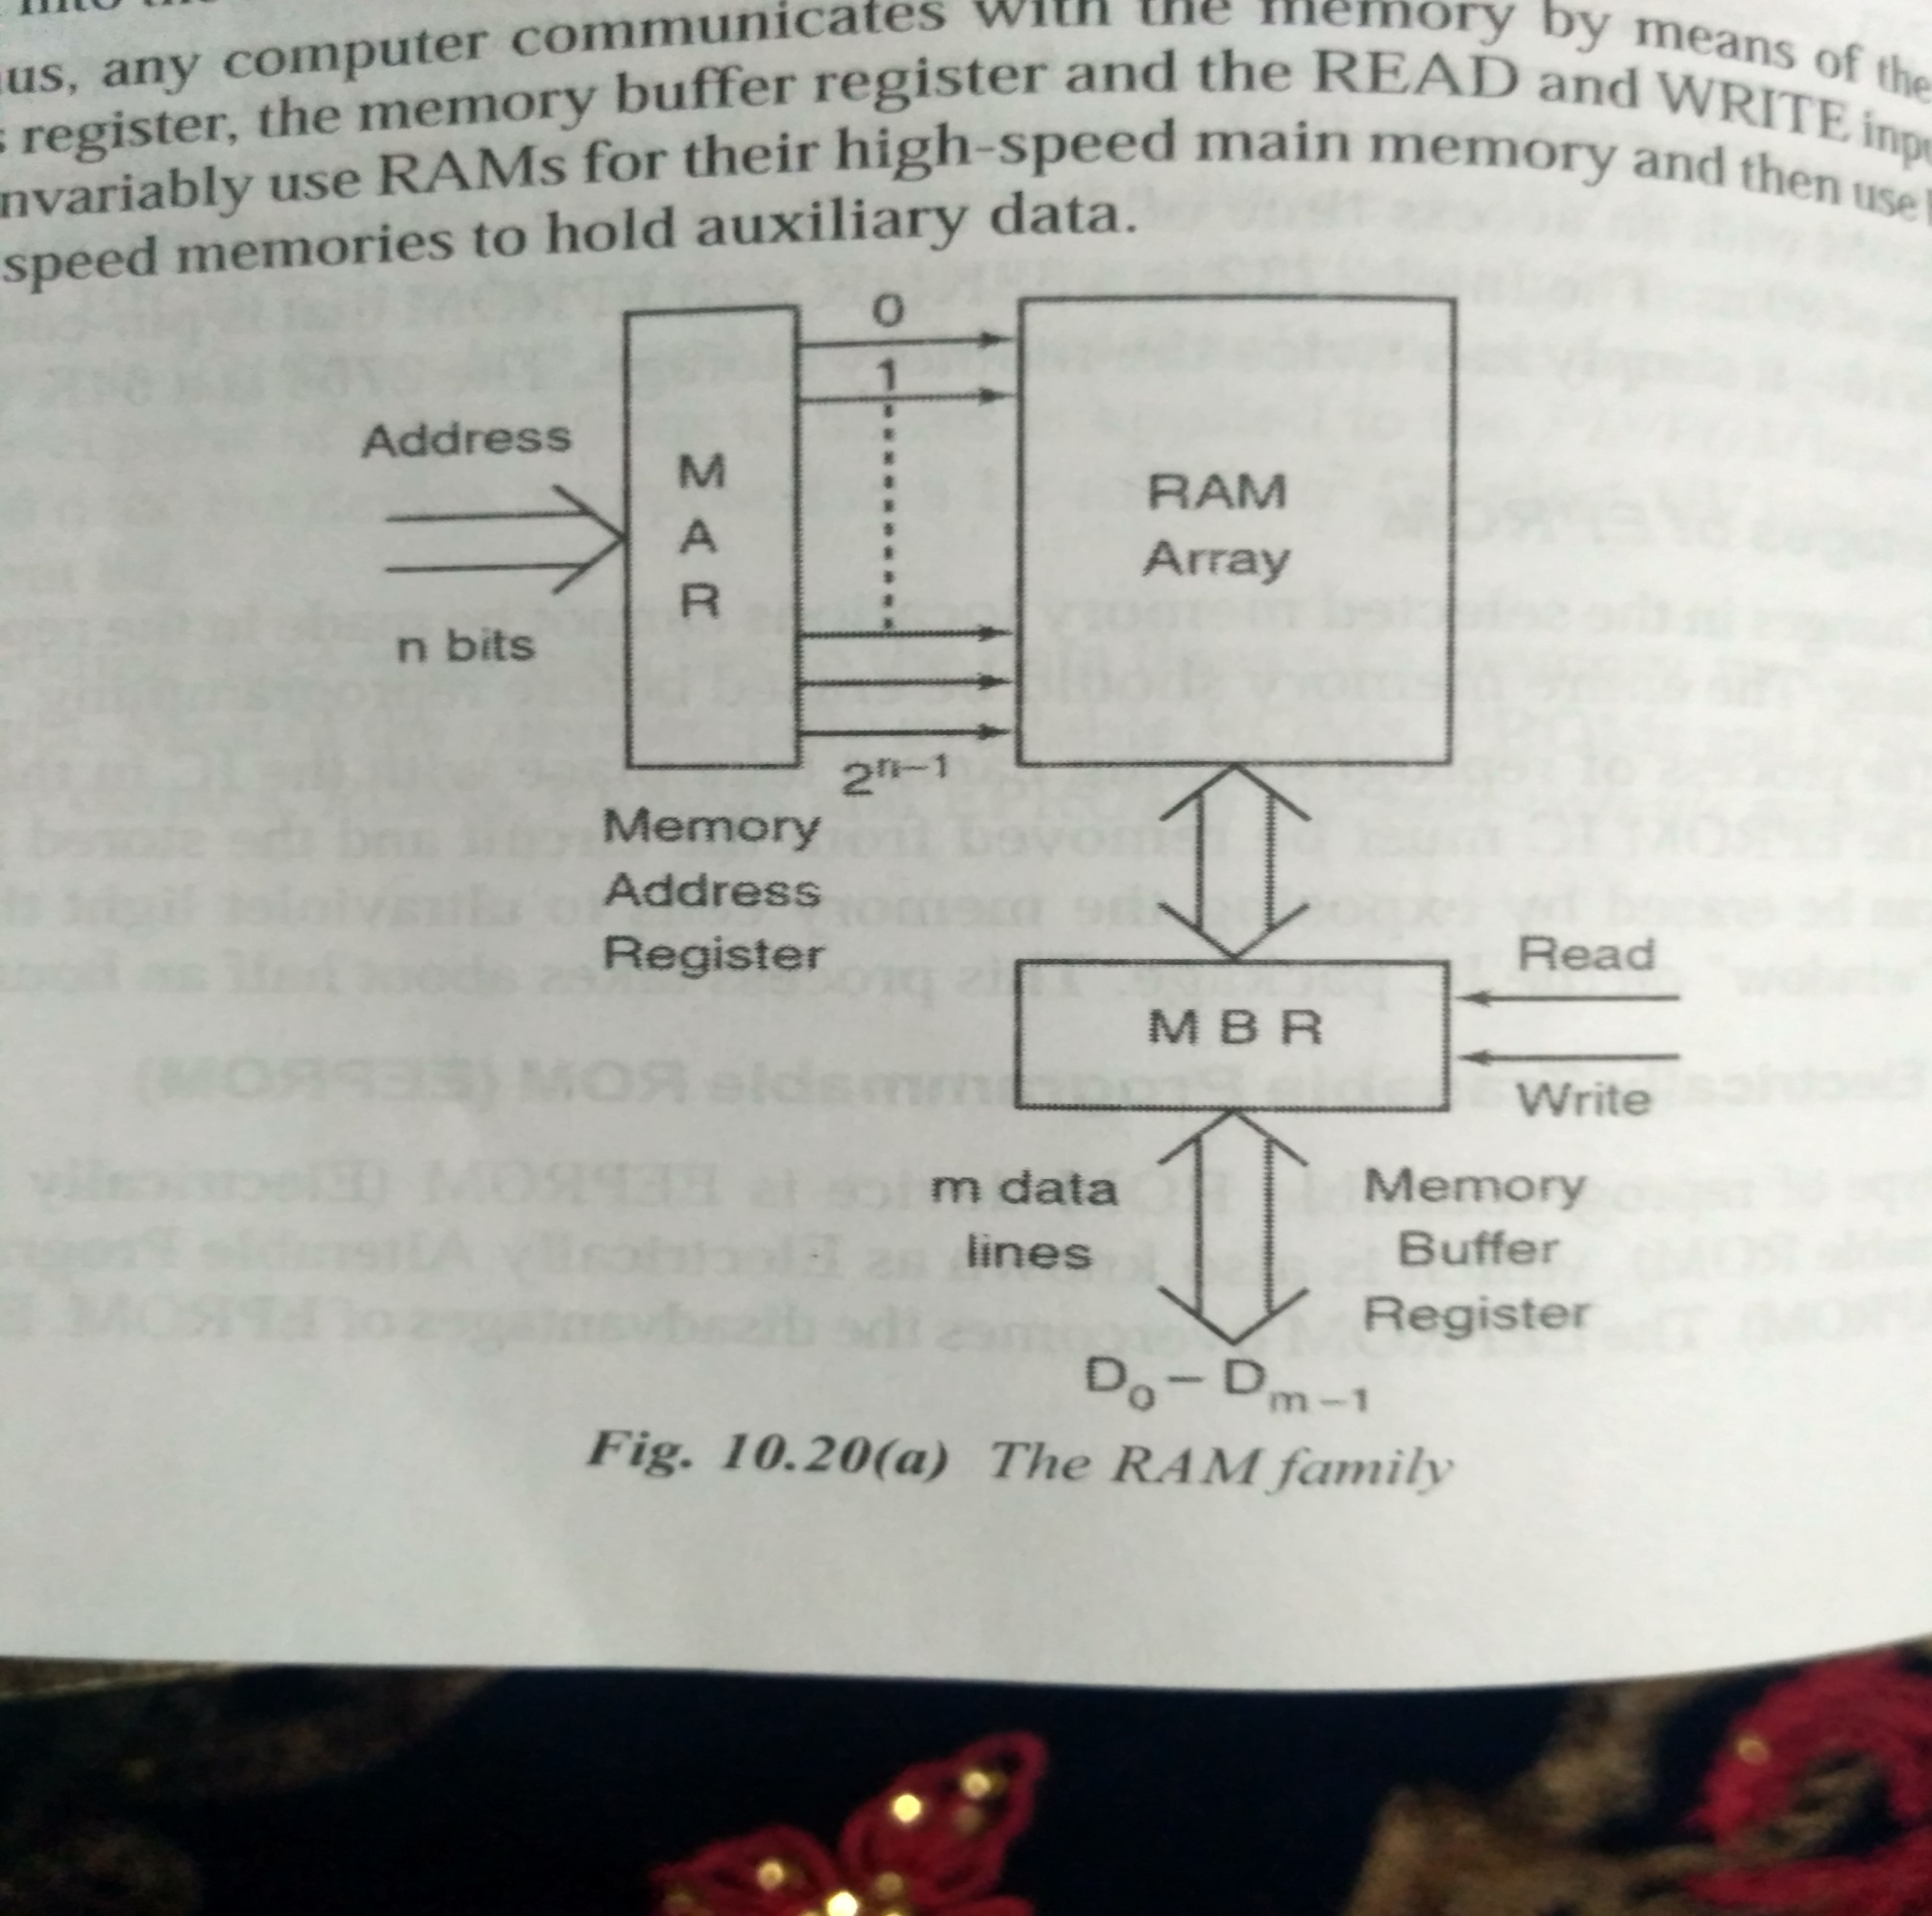 into the
us, any computer communicates with the memory by means of the
register, the memory buffer register and the READ and WRITE inpu
nvariably use RAMs for their high-speed main memory and then use
speed memories to hold auxiliary data.
0
1
Address
M
A
R
RAM
Array
n bits
2ⁿ⁻¹
Memory
Address
Register
Read
M B R
Write
m data
lines
Memory
Buffer
Register
D₀ – Dₘ₋₁
Fig. 10.20(a) The RAM family